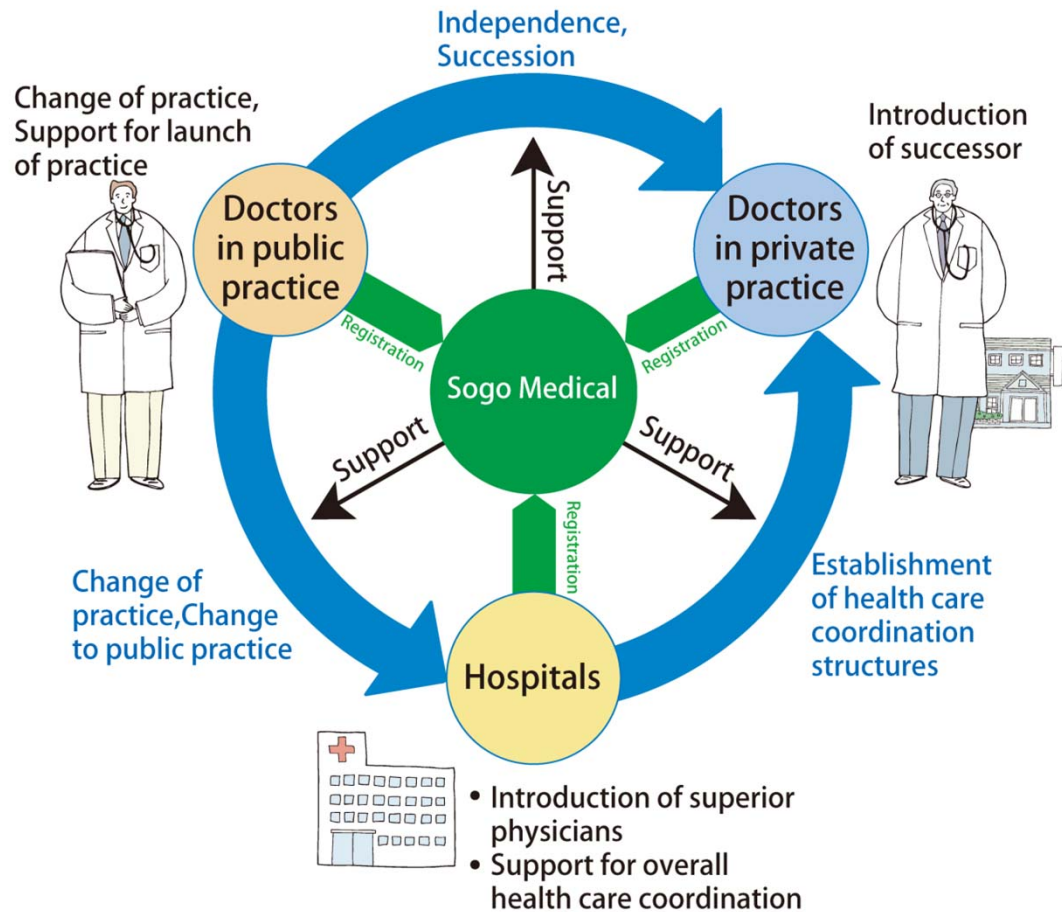 Independence,
Succession
Change of practice,
Support for launch
of practice
Introduction
of successor
Doctors
in public
practice
Support
Doctors
in private
practice
Registration
Registration
Sogo Medical
Support
Support
Registration
Change of
practice,Change
to public practice
Establishment
of health care
coordination
structures
Hospitals
• Introduction of superior
physicians
• Support for overall
health care coordination